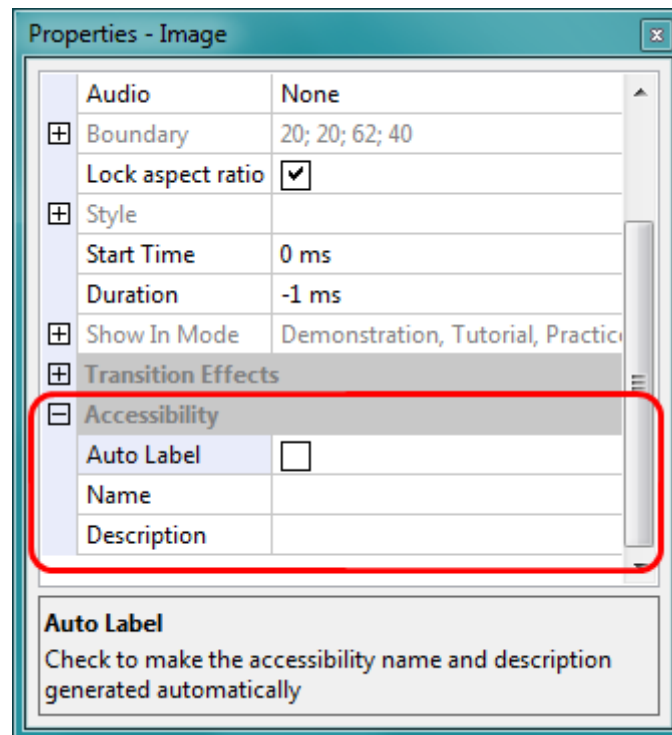 Properties - Image
Audio None
Boundary 20; 20; 62; 40
Lock aspect ratio
Style
Start Time 0 ms
Duration -1 ms
Show In Mode Demonstration, Tutorial, Practic
Transition Effects
Accessibility
Auto Label
Name
Description
Auto Label
Check to make the accessibility name and description
generated automatically